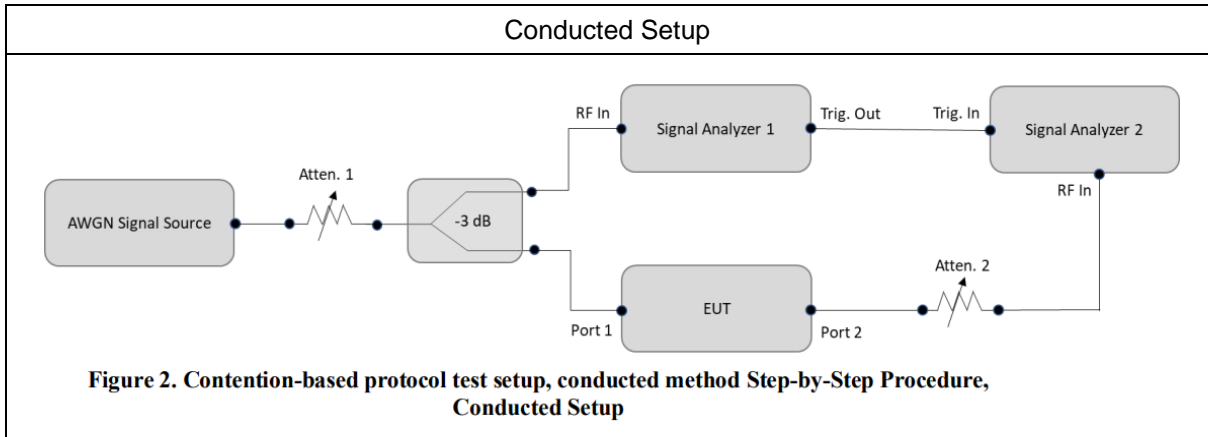 Conducted Setup
RF In
Signal Analyzer 1
Trig. Out
Trig. In
Signal Analyzer 2
RF In
Atten. 1
AWGN Signal Source
-3 dB
Atten. 2
EUT
Port 1
Port 2
Figure 2. Contention-based protocol test setup, conducted method Step-by-Step Procedure,
Conducted Setup